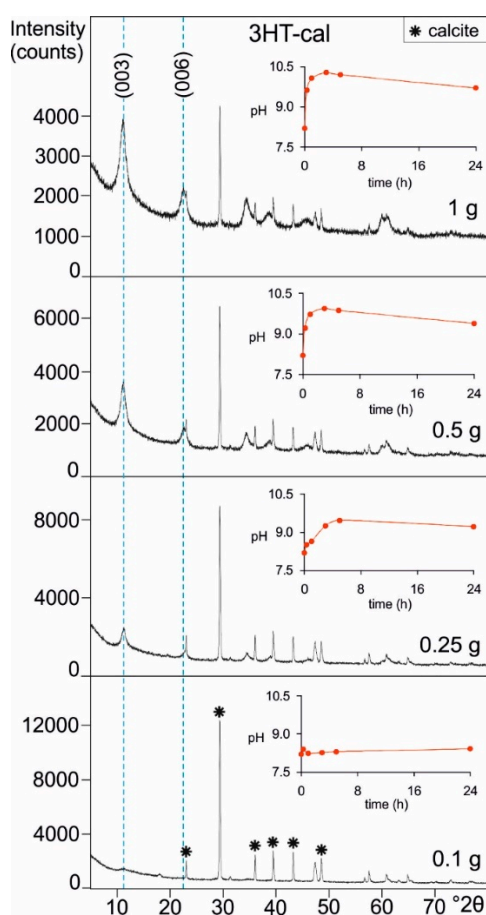 Intensity
(counts)
3HT-cal
* calcite
(003)
(006)
4000
3000
2000
1000
0
10.5
9.0
7.5
pH
0 8 16 24
time (h)
1 g
6000
4000
2000
0
10.5
9.0
7.5
pH
0 8 16 24
time (h)
0.5 g
8000
4000
0
10.5
9.0
7.5
pH
0 8 16 24
time (h)
0.25 g
12000
8000
4000
0
10.5
9.0
7.5
pH
0 8 16 24
time (h)
0.1 g
* * * * * *
10 20 30 40 50 60 70 °2θ